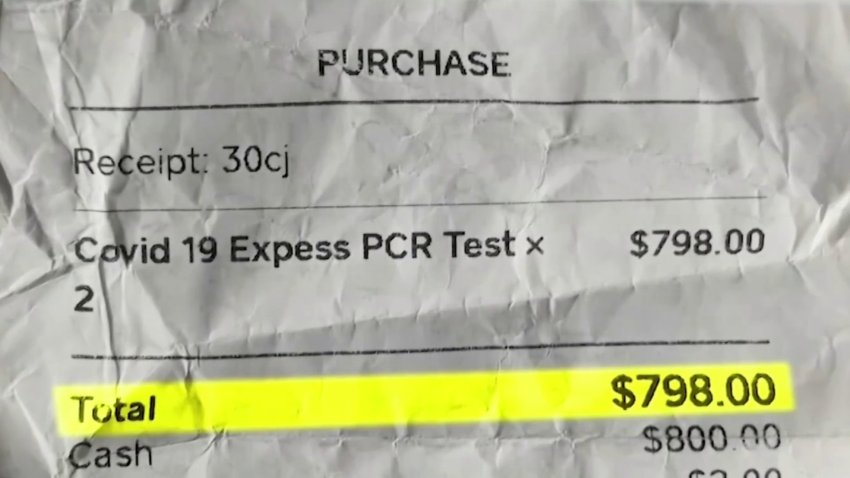 PURCHASE
Receipt: 30cj
Covid 19 Expess PCR Test × $798.00
2
Total $798.00
Cash $800.00